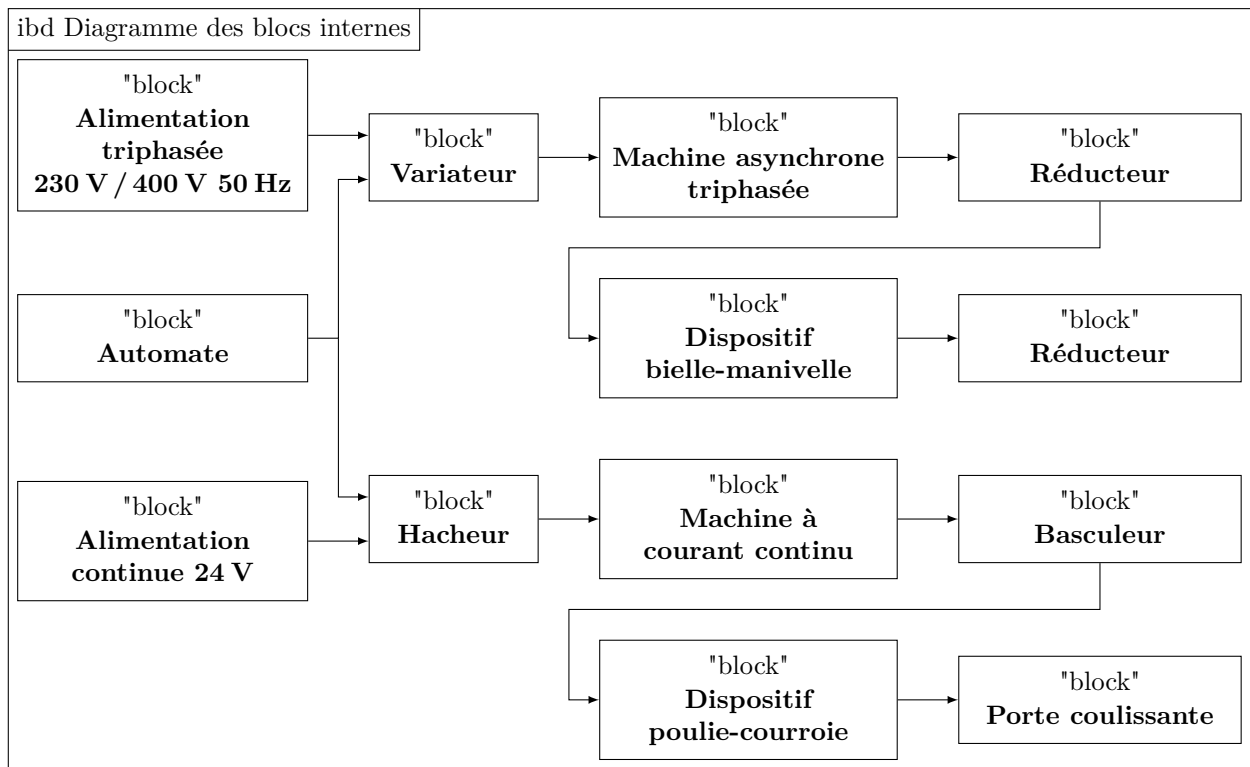 ibd Diagramme des blocs internes
"block"
Alimentation
triphasée
230 V / 400 V 50 Hz
"block"
Variateur
"block"
Machine asynchrone
triphasée
"block"
Réducteur
"block"
Automate
"block"
Dispositif
bielle-manivelle
"block"
Réducteur
"block"
Alimentation
continue 24 V
"block"
Hacheur
"block"
Machine à
courant continu
"block"
Basculeur
"block"
Dispositif
poulie-courroie
"block"
Porte coulissante